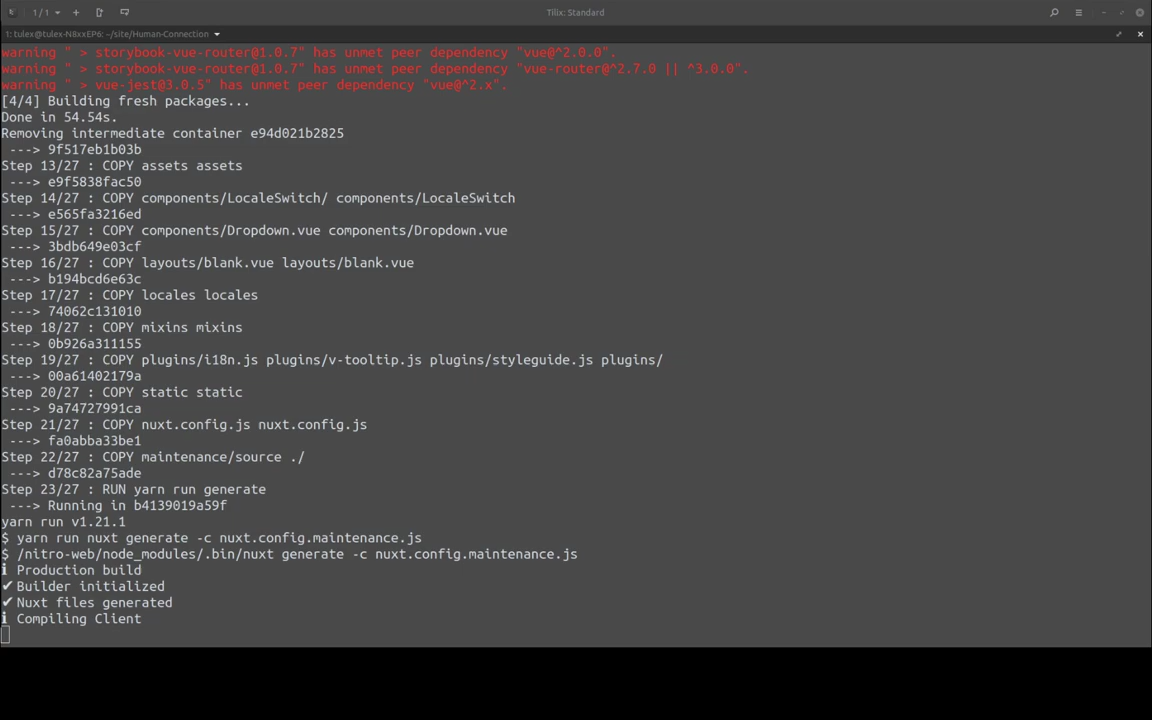 1 / 1
Tilix: Standard
1: tulex@tulex-N8xxEP6: ~/site/Human-Connection
warning " > storybook-vue-router@1.0.7" has unmet peer dependency "vue@^2.0.0".
warning " > storybook-vue-router@1.0.7" has unmet peer dependency "vue-router@^2.7.0 || ^3.0.0".
warning " > vue-jest@3.0.5" has unmet peer dependency "vue@^2.x".
[4/4] Building fresh packages...
Done in 54.54s.
Removing intermediate container e94d021b2825
 ---> 9f517eb1b03b
Step 13/27 : COPY assets assets
 ---> e9f5838fac50
Step 14/27 : COPY components/LocaleSwitch/ components/LocaleSwitch
 ---> e565fa3216ed
Step 15/27 : COPY components/Dropdown.vue components/Dropdown.vue
 ---> 3bdb649e03cf
Step 16/27 : COPY layouts/blank.vue layouts/blank.vue
 ---> b194bcd6e63c
Step 17/27 : COPY locales locales
 ---> 74062c131010
Step 18/27 : COPY mixins mixins
 ---> 0b926a311155
Step 19/27 : COPY plugins/i18n.js plugins/v-tooltip.js plugins/styleguide.js plugins/
 ---> 00a61402179a
Step 20/27 : COPY static static
 ---> 9a74727991ca
Step 21/27 : COPY nuxt.config.js nuxt.config.js
 ---> fa0abba33be1
Step 22/27 : COPY maintenance/source ./
 ---> d78c82a75ade
Step 23/27 : RUN yarn run generate
 ---> Running in b4139019a59f
yarn run v1.21.1
$ yarn run nuxt generate -c nuxt.config.maintenance.js
$ /nitro-web/node_modules/.bin/nuxt generate -c nuxt.config.maintenance.js
ℹ Production build
✔ Builder initialized
✔ Nuxt files generated
ℹ Compiling Client